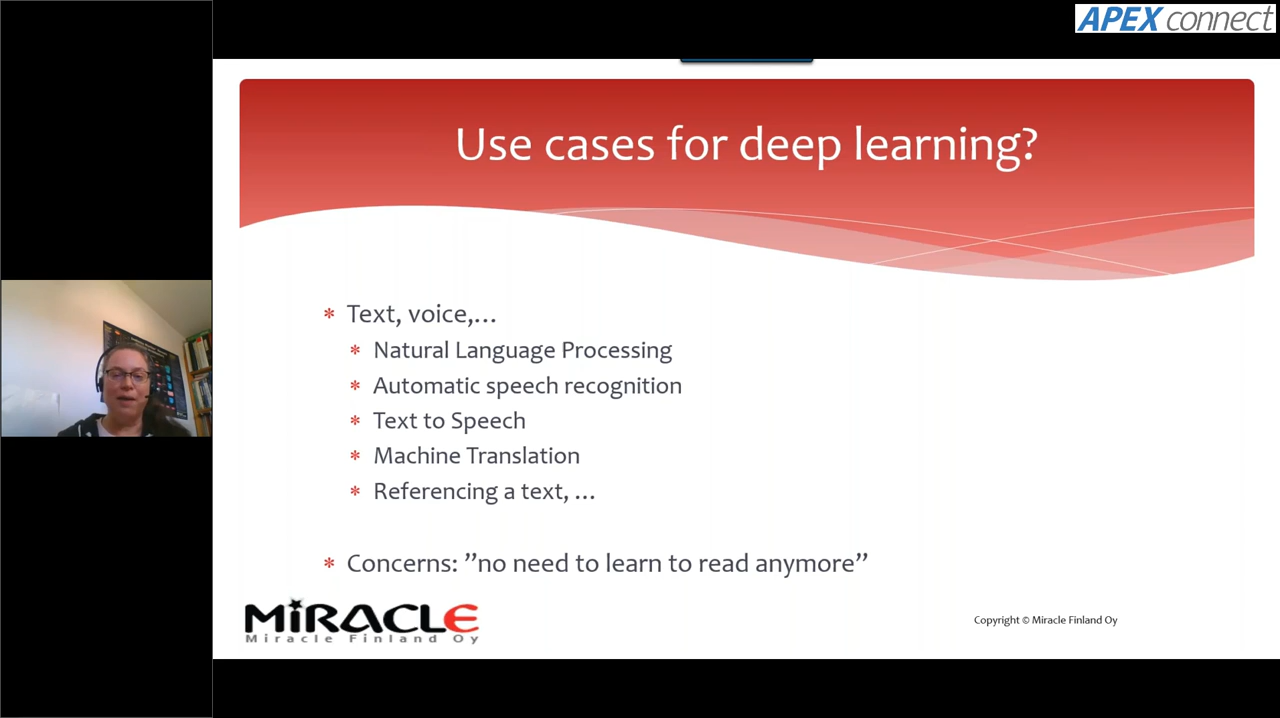 APEX connect
Use cases for deep learning?
* Text, voice,…
* Natural Language Processing
* Automatic speech recognition
* Text to Speech
* Machine Translation
* Referencing a text, …
* Concerns: ”no need to learn to read anymore”
MiRACLE
Miracle Finland Oy
Copyright © Miracle Finland Oy